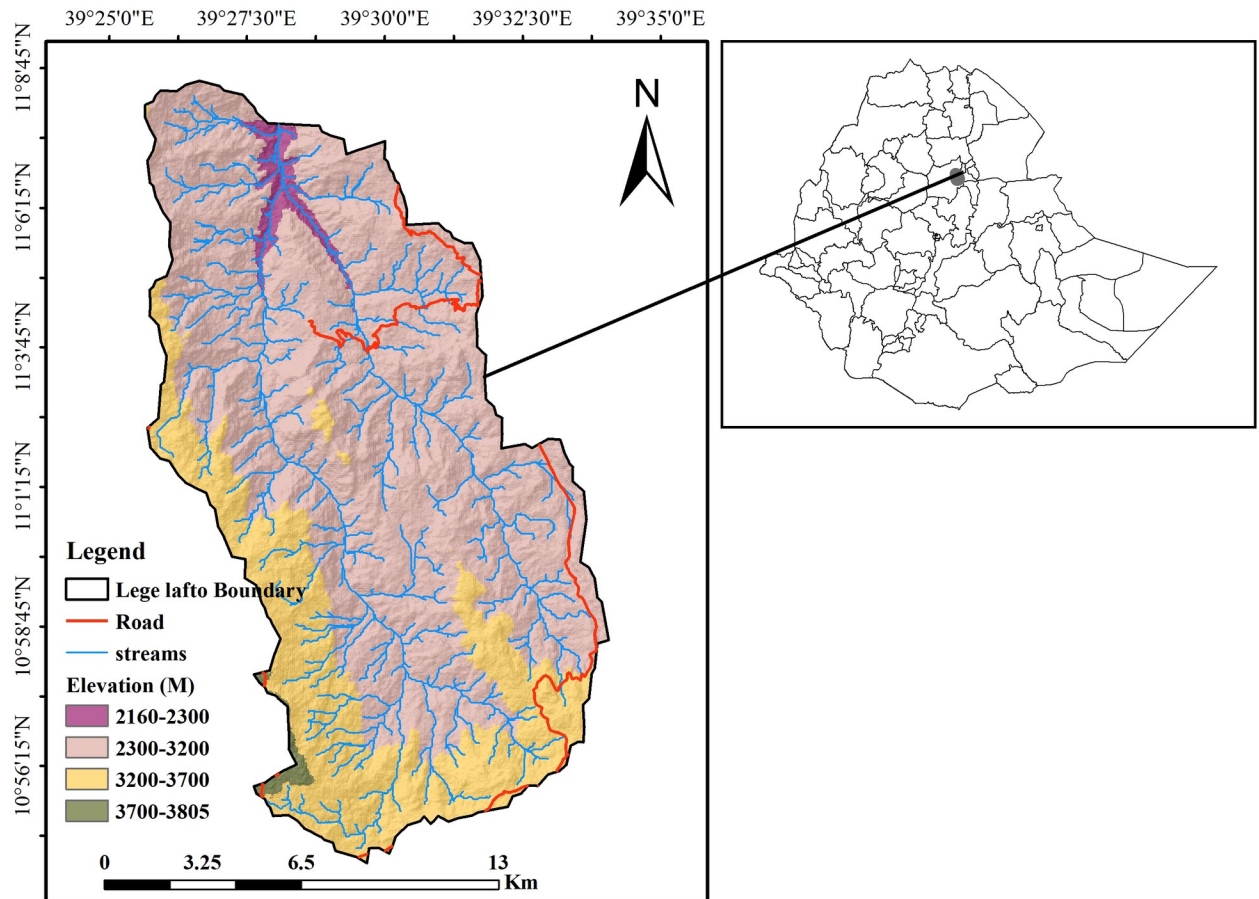 39°25'0"E 39°27'30"E 39°30'0"E 39°32'30"E 39°35'0"E
11°8'45"N
11°6'15"N
11°3'45"N
11°1'15"N
10°58'45"N
10°56'15"N
N
Legend
Lege lafto Boundary
Road
streams
Elevation (M)
2160-2300
2300-3200
3200-3700
3700-3805
0 3.25 6.5 13
Km